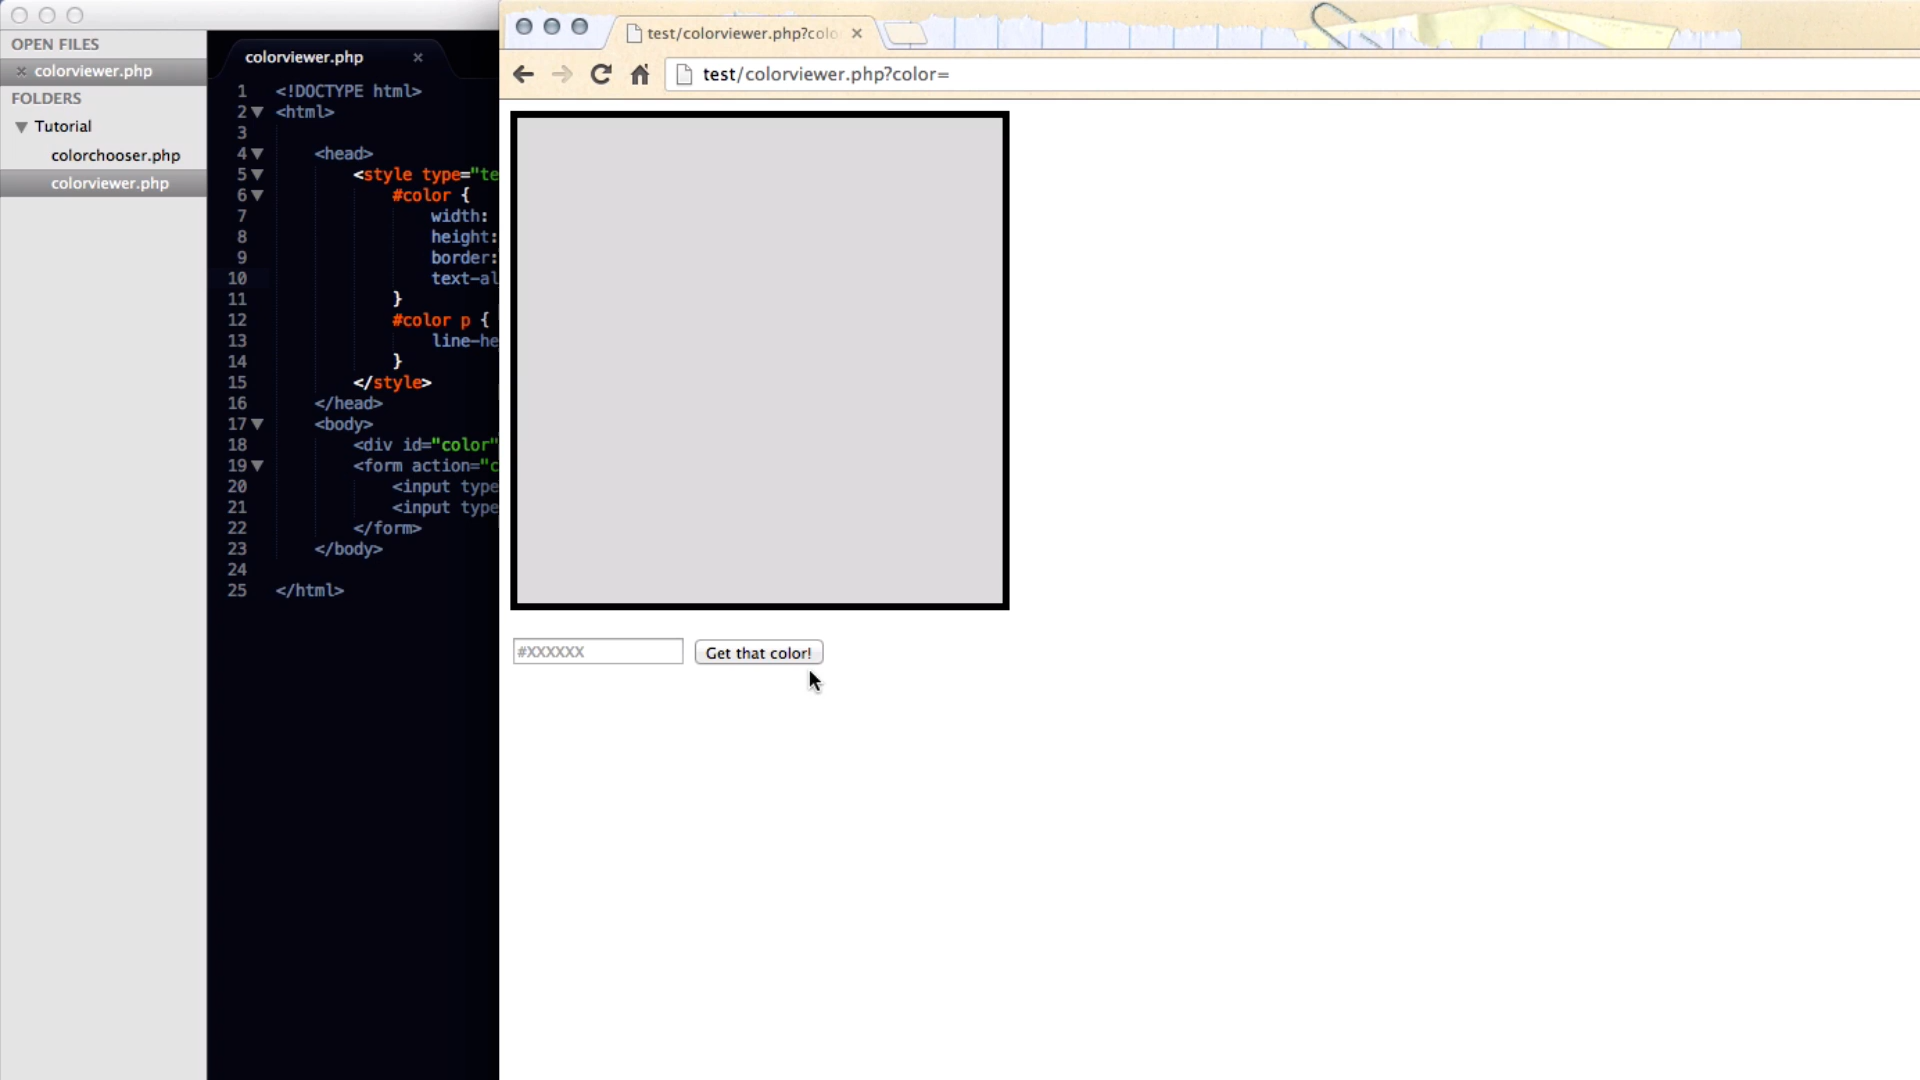 OPEN FILES
colorviewer.php
FOLDERS
Tutorial
colorchooser.php
colorviewer.php
colorviewer.php
1 <!DOCTYPE html>
2 <html>
3
4 <head>
5 <style type="te
6 #color {
7 width:
8 height:
9 border:
10 text-al
11 }
12 #color p {
13 line-he
14 }
15 </style>
16 </head>
17 <body>
18 <div id="color"
19 <form action="c
20 <input type
21 <input type
22 </form>
23 </body>
24
25 </html>
test/colorviewer.php?colo
test/colorviewer.php?color=
#XXXXXX
Get that color!